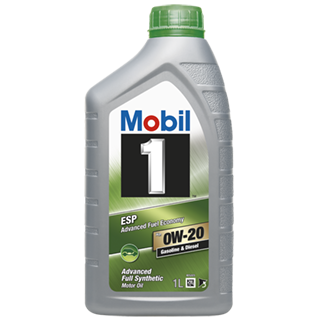 Mobil
1
ESP
Advanced Fuel Economy
0W-20
Gasoline & Diesel
Advanced
Full Synthetic
Motor Oil
1L